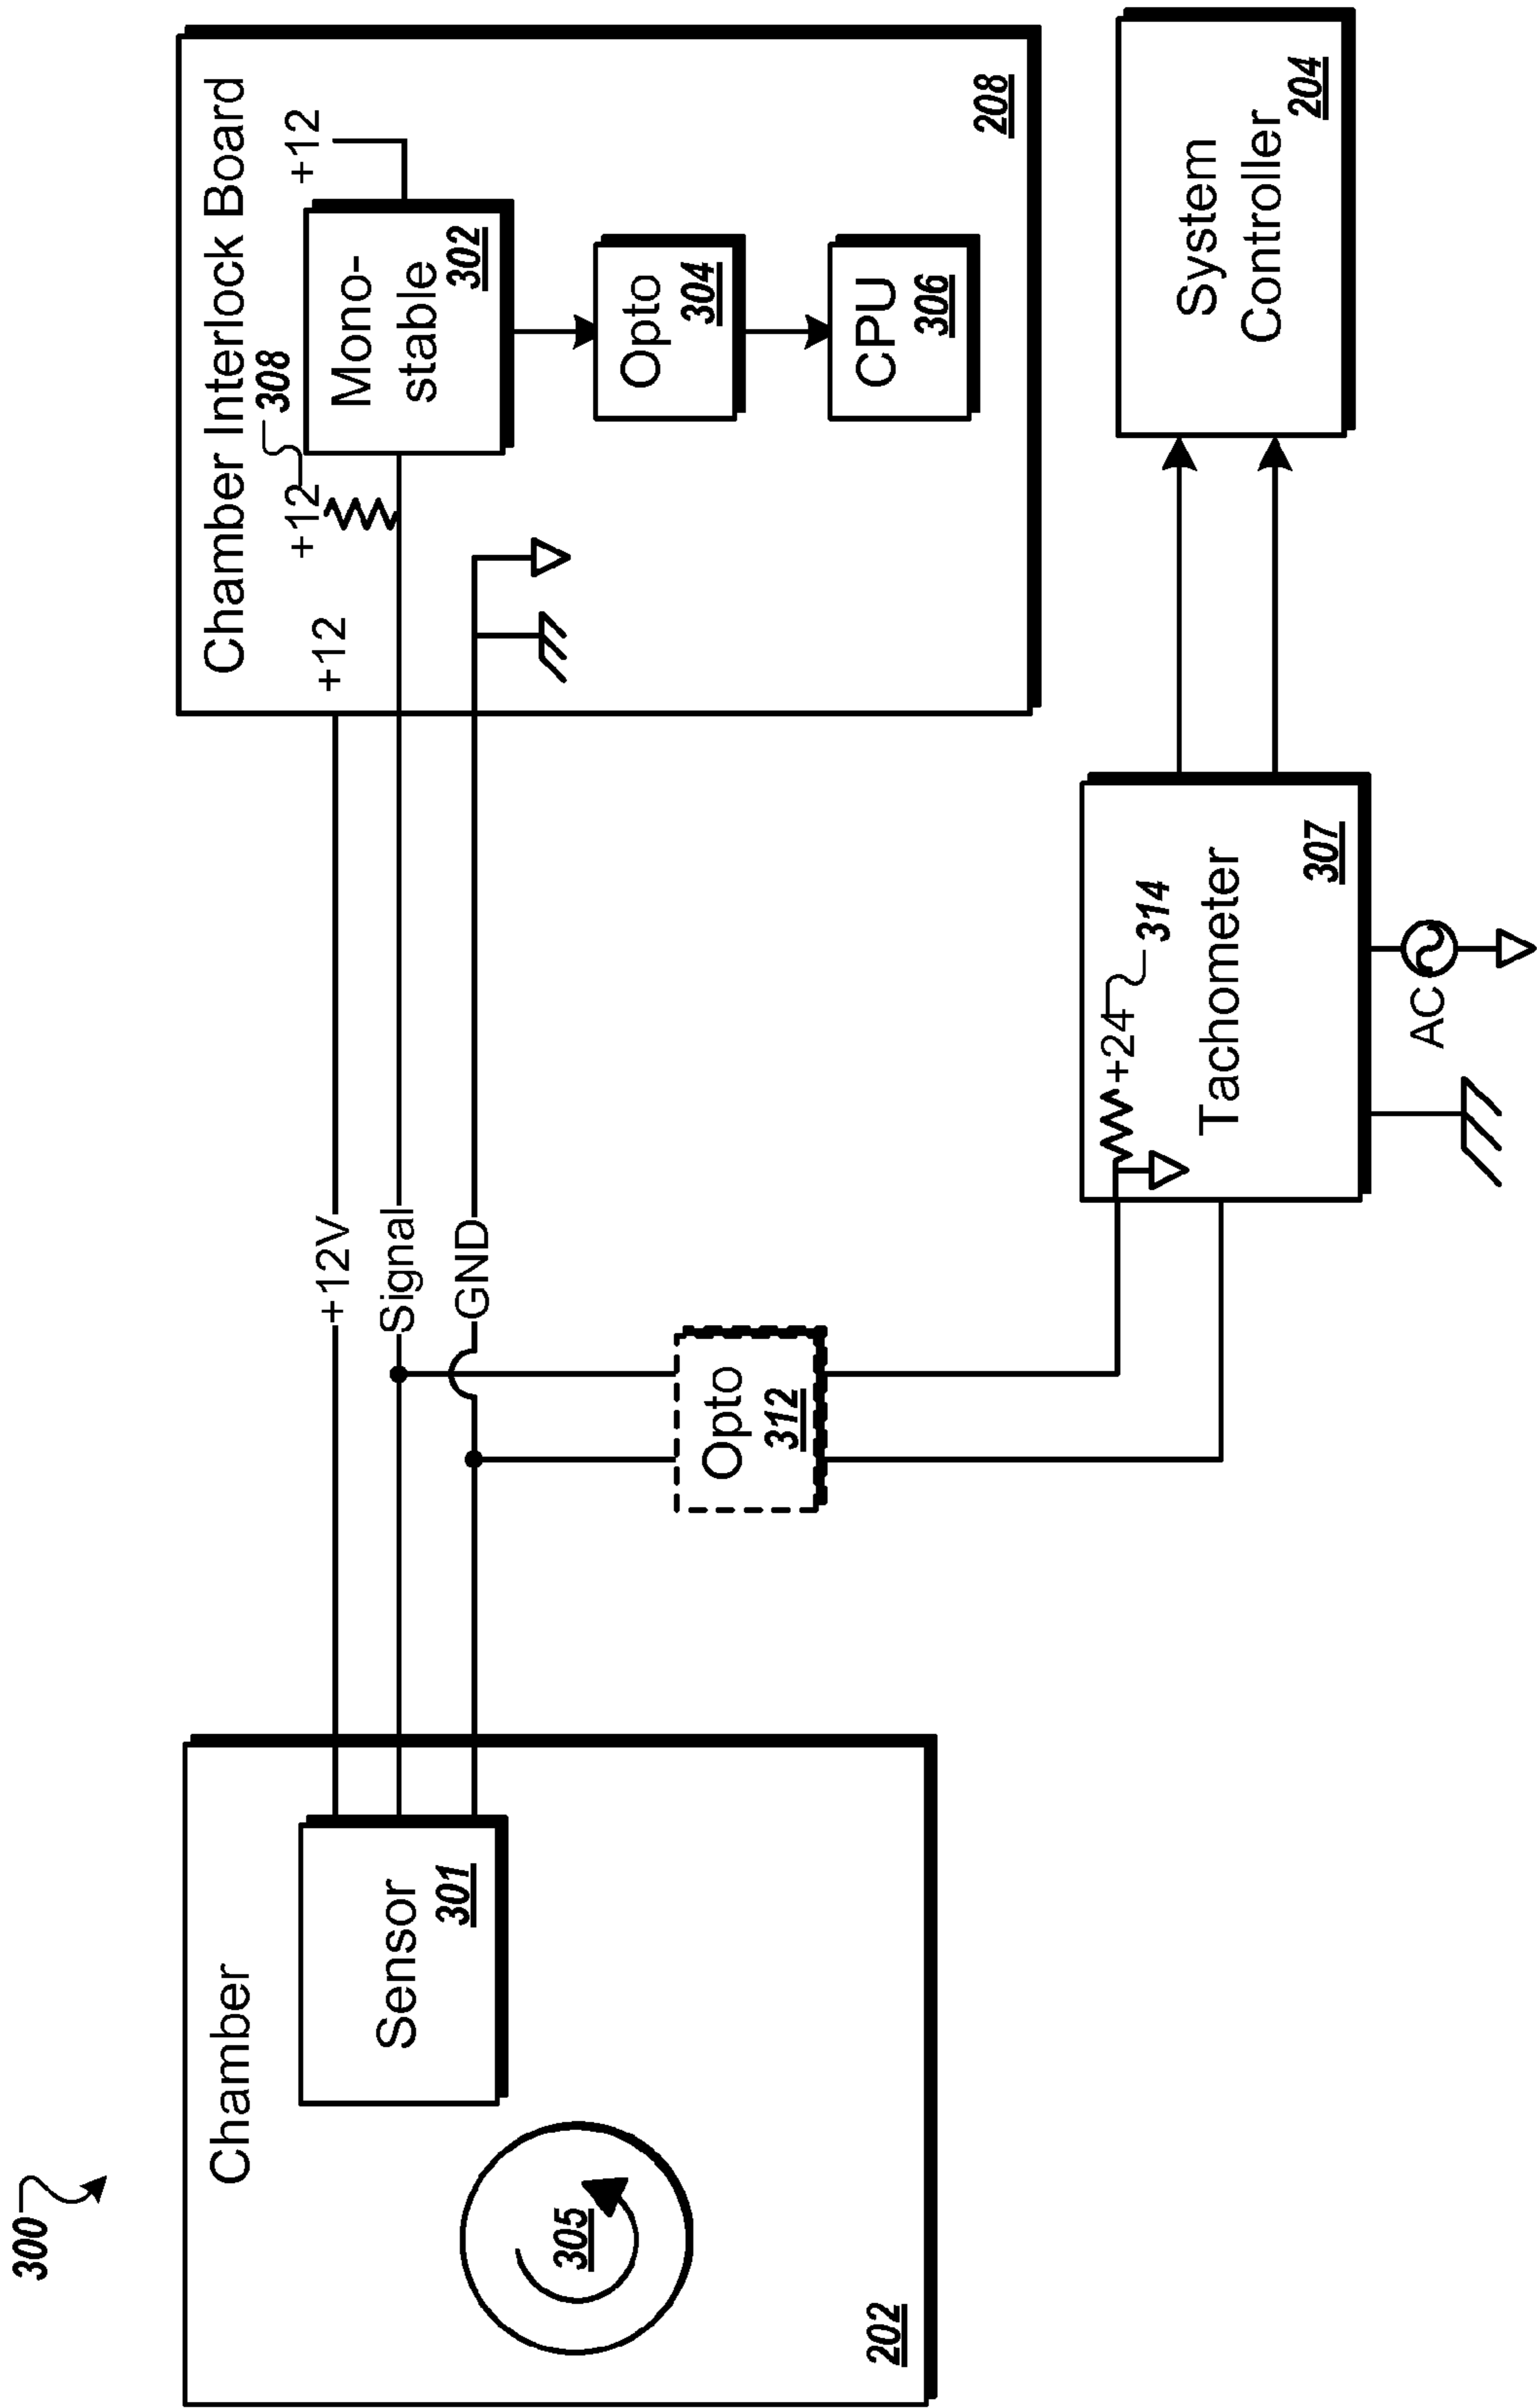 300
Chamber
Sensor
301
305
202
+12V
Signal
GND
Opto
312
Chamber Interlock Board
+12
+12
308
+12
Mono-
stable
302
Opto
304
CPU
306
208
+24
314
Tachometer
307
AC
System
Controller
204